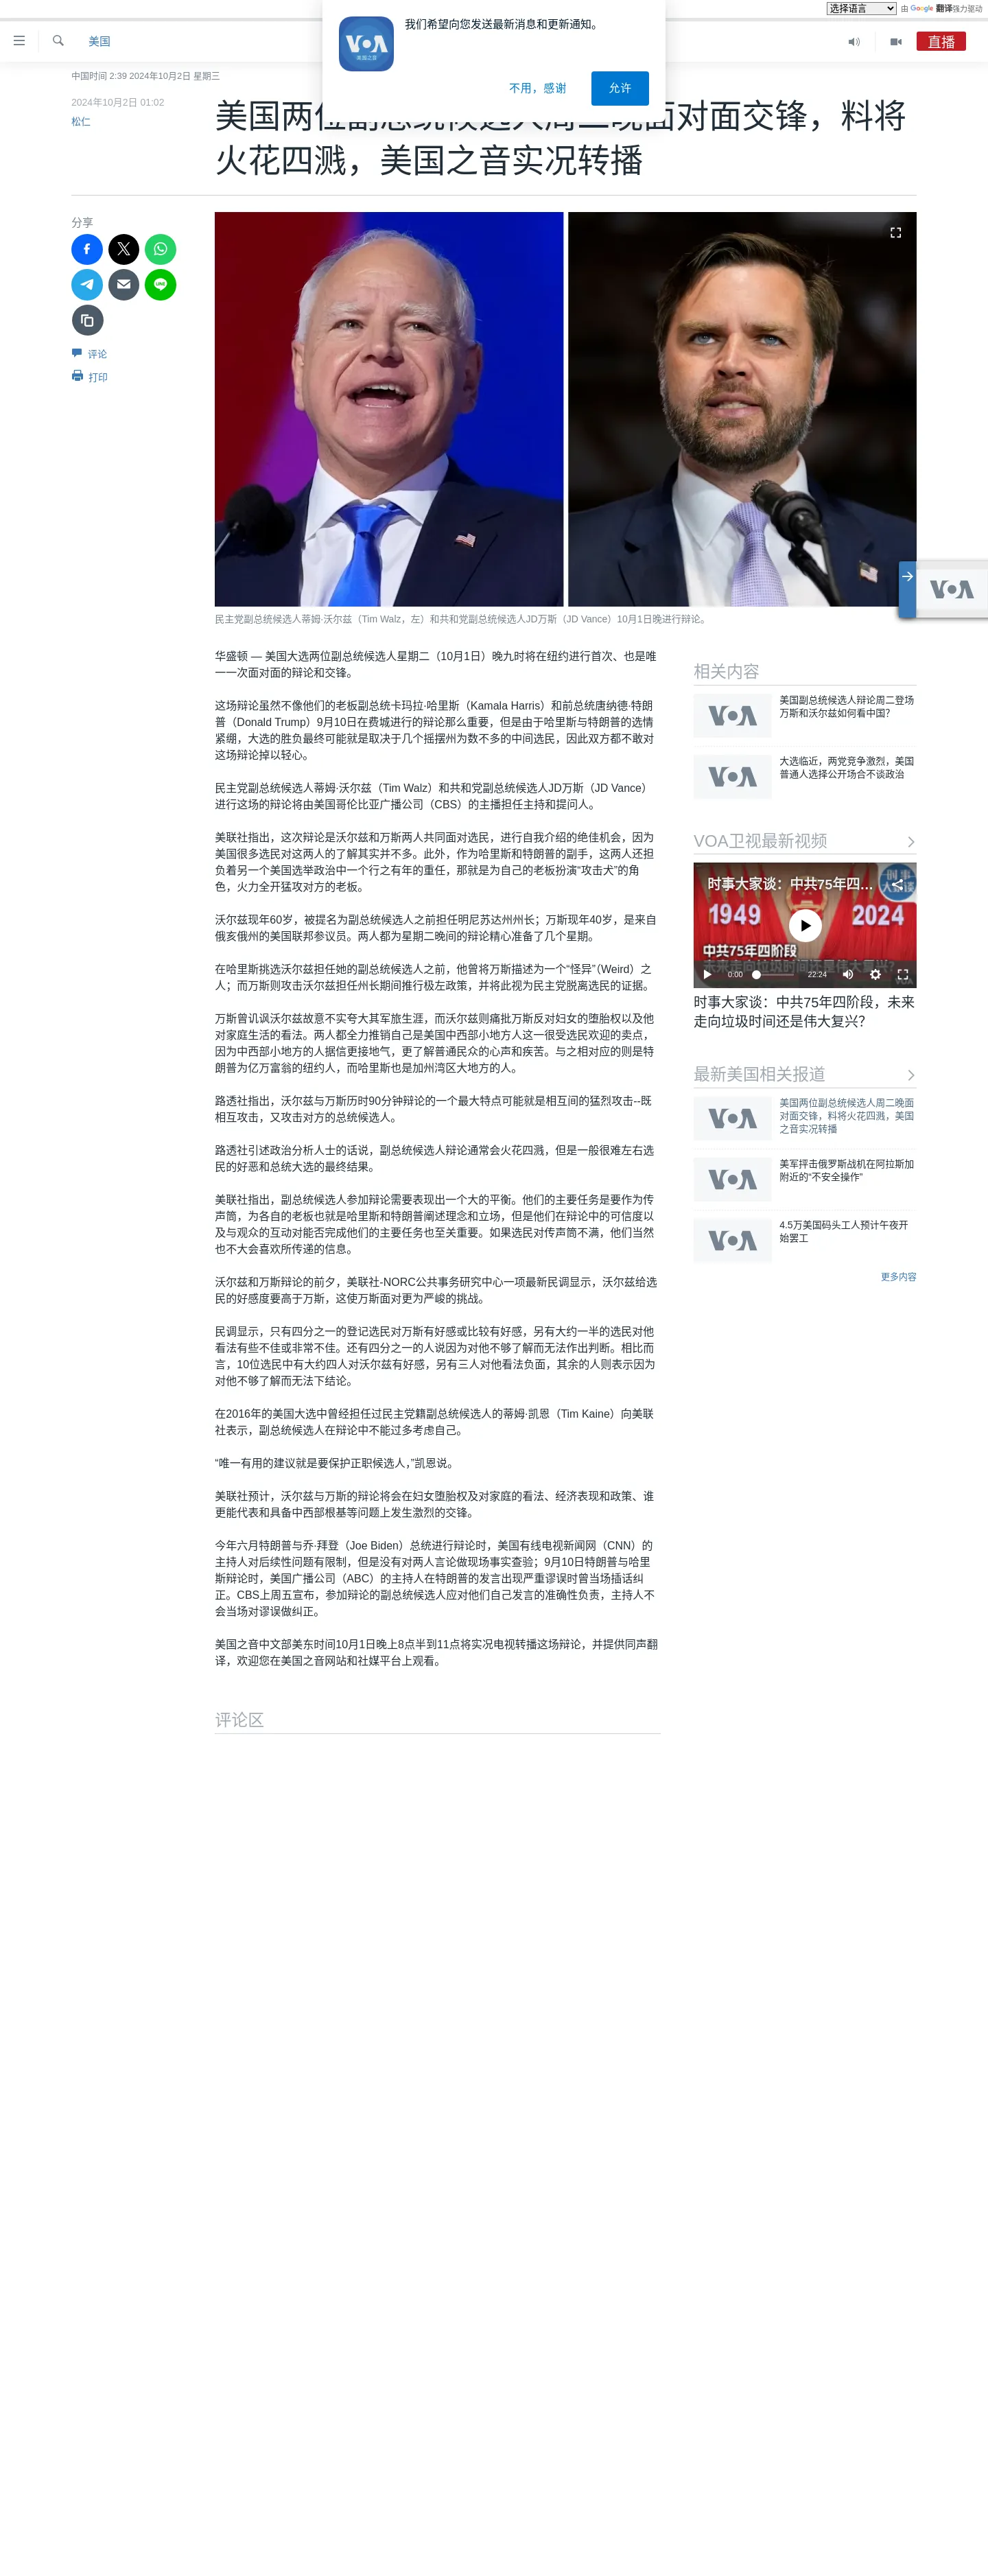 选择语言
由 Google 翻译强力驱动
我们希望向您发送最新消息和更新通知。
VOA
美国之音
不用，感谢
允许
美国
直播
中国时间 2:39 2024年10月2日 星期三
2024年10月2日 01:02
松仁
美国两位副总统候选人周二晚面对面交锋，料将
火花四溅，美国之音实况转播
分享
LINE
评论
打印
民主党副总统候选人蒂姆·沃尔兹（Tim Walz，左）和共和党副总统候选人JD万斯（JD Vance）10月1日晚进行辩论。
VOA
华盛顿 — 美国大选两位副总统候选人星期二（10月1日）晚九时将在纽约进行首次、也是唯
一一次面对面的辩论和交锋。
这场辩论虽然不像他们的老板副总统卡玛拉·哈里斯（Kamala Harris）和前总统唐纳德·特朗
普（Donald Trump）9月10日在费城进行的辩论那么重要，但是由于哈里斯与特朗普的选情
紧绷，大选的胜负最终可能就是取决于几个摇摆州为数不多的中间选民，因此双方都不敢对
这场辩论掉以轻心。
民主党副总统候选人蒂姆·沃尔兹（Tim Walz）和共和党副总统候选人JD万斯（JD Vance）
进行这场的辩论将由美国哥伦比亚广播公司（CBS）的主播担任主持和提问人。
美联社指出，这次辩论是沃尔兹和万斯两人共同面对选民，进行自我介绍的绝佳机会，因为
美国很多选民对这两人的了解其实并不多。此外，作为哈里斯和特朗普的副手，这两人还担
负着另一个美国选举政治中一个行之有年的重任，那就是为自己的老板扮演“攻击犬”的角
色，火力全开猛攻对方的老板。
沃尔兹现年60岁，被提名为副总统候选人之前担任明尼苏达州州长；万斯现年40岁，是来自
俄亥俄州的美国联邦参议员。两人都为星期二晚间的辩论精心准备了几个星期。
在哈里斯挑选沃尔兹担任她的副总统候选人之前，他曾将万斯描述为一个“怪异”（Weird）之
人；而万斯则攻击沃尔兹担任州长期间推行极左政策，并将此视为民主党脱离选民的证据。
万斯曾讥讽沃尔兹故意不实夸大其军旅生涯，而沃尔兹则痛批万斯反对妇女的堕胎权以及他
对家庭生活的看法。两人都全力推销自己是美国中西部小地方人这一很受选民欢迎的卖点，
因为中西部小地方的人据信更接地气，更了解普通民众的心声和疾苦。与之相对应的则是特
朗普为亿万富翁的纽约人，而哈里斯也是加州湾区大地方的人。
路透社指出，沃尔兹与万斯历时90分钟辩论的一个最大特点可能就是相互间的猛烈攻击--既
相互攻击，又攻击对方的总统候选人。
路透社引述政治分析人士的话说，副总统候选人辩论通常会火花四溅，但是一般很难左右选
民的好恶和总统大选的最终结果。
美联社指出，副总统候选人参加辩论需要表现出一个大的平衡。他们的主要任务是要作为传
声筒，为各自的老板也就是哈里斯和特朗普阐述理念和立场，但是他们在辩论中的可信度以
及与观众的互动对能否完成他们的主要任务也至关重要。如果选民对传声筒不满，他们当然
也不大会喜欢所传递的信息。
沃尔兹和万斯辩论的前夕，美联社-NORC公共事务研究中心一项最新民调显示，沃尔兹给选
民的好感度要高于万斯，这使万斯面对更为严峻的挑战。
民调显示，只有四分之一的登记选民对万斯有好感或比较有好感，另有大约一半的选民对他
看法有些不佳或非常不佳。还有四分之一的人说因为对他不够了解而无法作出判断。相比而
言，10位选民中有大约四人对沃尔兹有好感，另有三人对他看法负面，其余的人则表示因为
对他不够了解而无法下结论。
在2016年的美国大选中曾经担任过民主党籍副总统候选人的蒂姆·凯恩（Tim Kaine）向美联
社表示，副总统候选人在辩论中不能过多考虑自己。
“唯一有用的建议就是要保护正职候选人，”凯恩说。
美联社预计，沃尔兹与万斯的辩论将会在妇女堕胎权及对家庭的看法、经济表现和政策、谁
更能代表和具备中西部根基等问题上发生激烈的交锋。
今年六月特朗普与乔·拜登（Joe Biden）总统进行辩论时，美国有线电视新闻网（CNN）的
主持人对后续性问题有限制，但是没有对两人言论做现场事实查验；9月10日特朗普与哈里
斯辩论时，美国广播公司（ABC）的主持人在特朗普的发言出现严重谬误时曾当场插话纠
正。CBS上周五宣布，参加辩论的副总统候选人应对他们自己发言的准确性负责，主持人不
会当场对谬误做纠正。
美国之音中文部美东时间10月1日晚上8点半到11点将实况电视转播这场辩论，并提供同声翻
译，欢迎您在美国之音网站和社媒平台上观看。
评论区
相关内容
VOA
美国副总统候选人辩论周二登场
万斯和沃尔兹如何看中国？
VOA
大选临近，两党竞争激烈，美国
普通人选择公开场合不谈政治
VOA卫视最新视频
时事大家谈：中共75年四...
1949
2024
中共75年四阶段
未来走向垃圾时间还是伟大复兴?
0:00
22:24
时事大家谈：中共75年四阶段，未来
走向垃圾时间还是伟大复兴？
最新美国相关报道
VOA
美国两位副总统候选人周二晚面
对面交锋，料将火花四溅，美国
之音实况转播
VOA
美军抨击俄罗斯战机在阿拉斯加
附近的“不安全操作”
VOA
4.5万美国码头工人预计午夜开
始罢工
更多内容